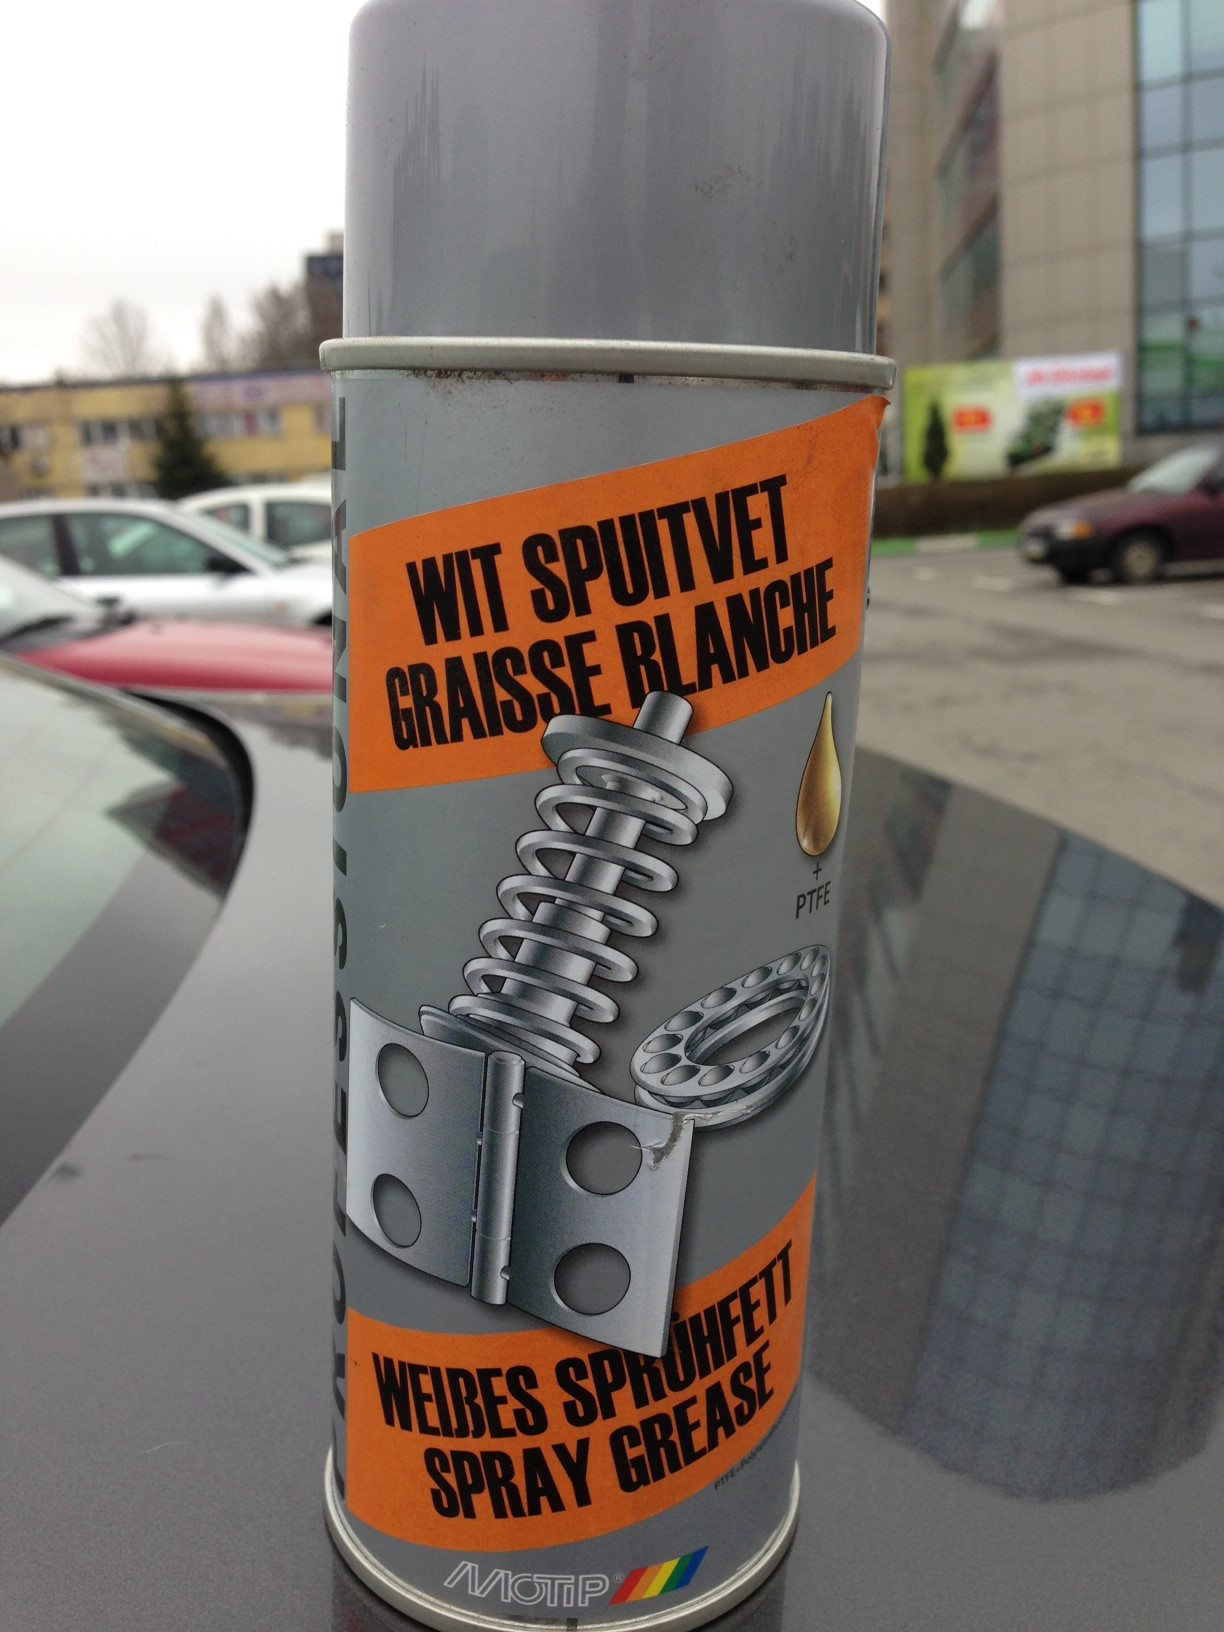 WIT SPUITVET
GRAISSE BLANCHE
+
PTFE
WEIßES SPRÜHFETT
SPRAY GREASE
MOTIP®